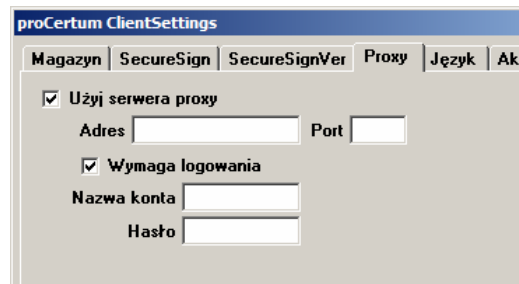 proCertum ClientSettings
Magazyn SecureSign SecureSignVer Proxy Język Ak
Użyj serwera proxy
Adres Port
Wymaga logowania
Nazwa konta
Hasło